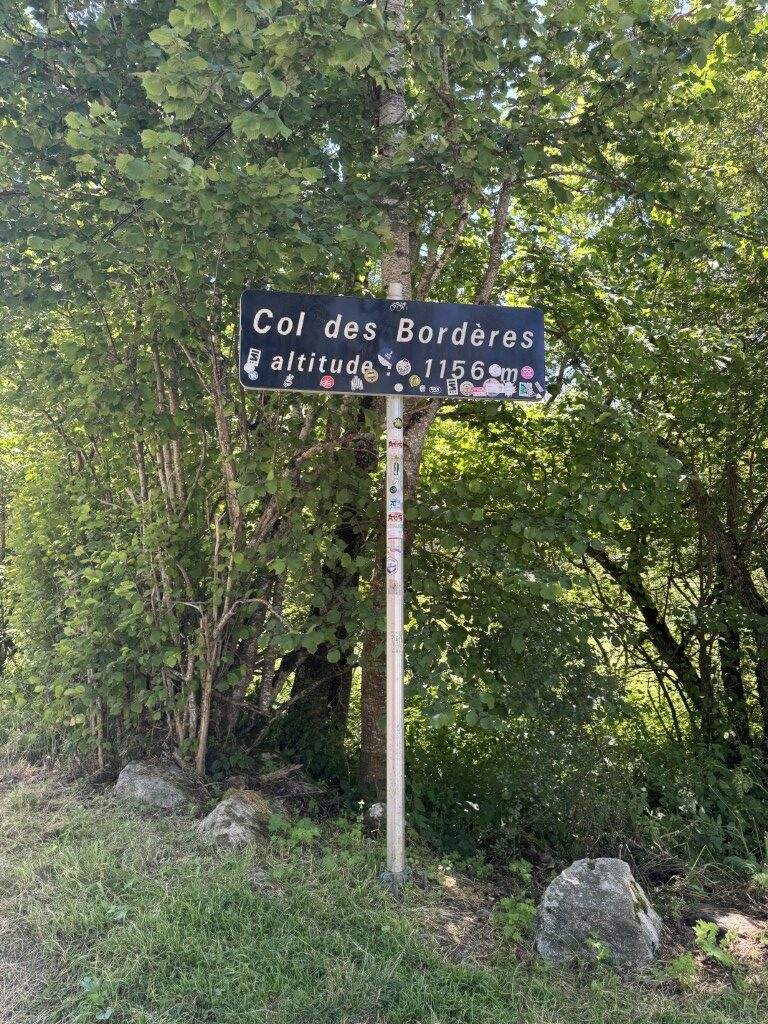 Col des Bordères
altitude : 1156 m